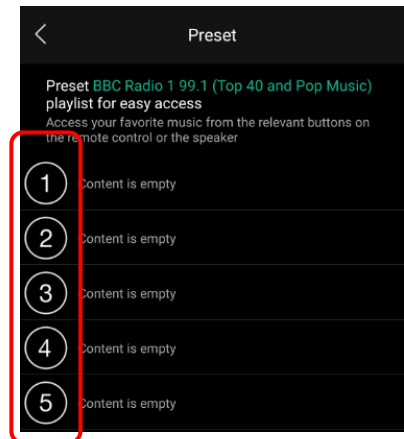 Preset
Preset BBC Radio 1 99.1 (Top 40 and Pop Music)
playlist for easy access
Access your favorite music from the relevant buttons on
the remote control or the speaker
1 Content is empty
2 Content is empty
3 Content is empty
4 Content is empty
5 Content is empty